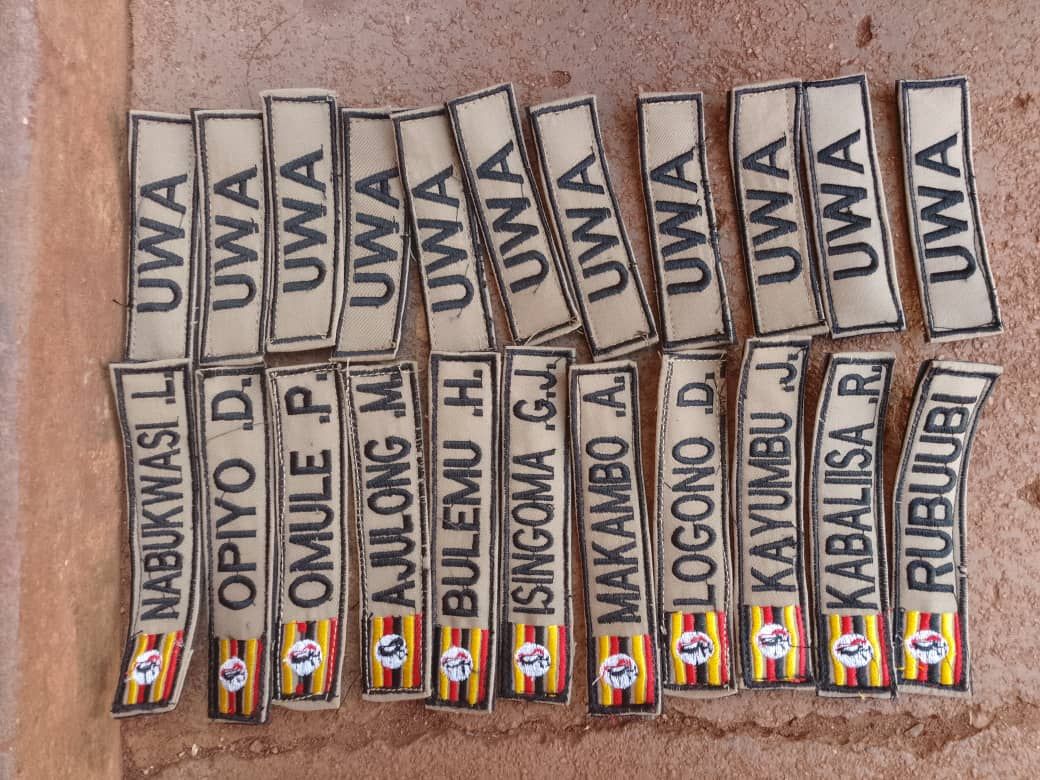 UWA
UWA
UWA
UWA
UWA
UWA
UWA
UWA
UWA
UWA
UWA
NABUKWASI .L.
OPIYO .D.
OMULE .P.
AJULONG .M.
BULEMU .H.
ISINGOMA .G.J.
MAKAMBO .A.
LOGONO .D.
KAYUMBU .J.
KABALISA .R.
RUBUUBI